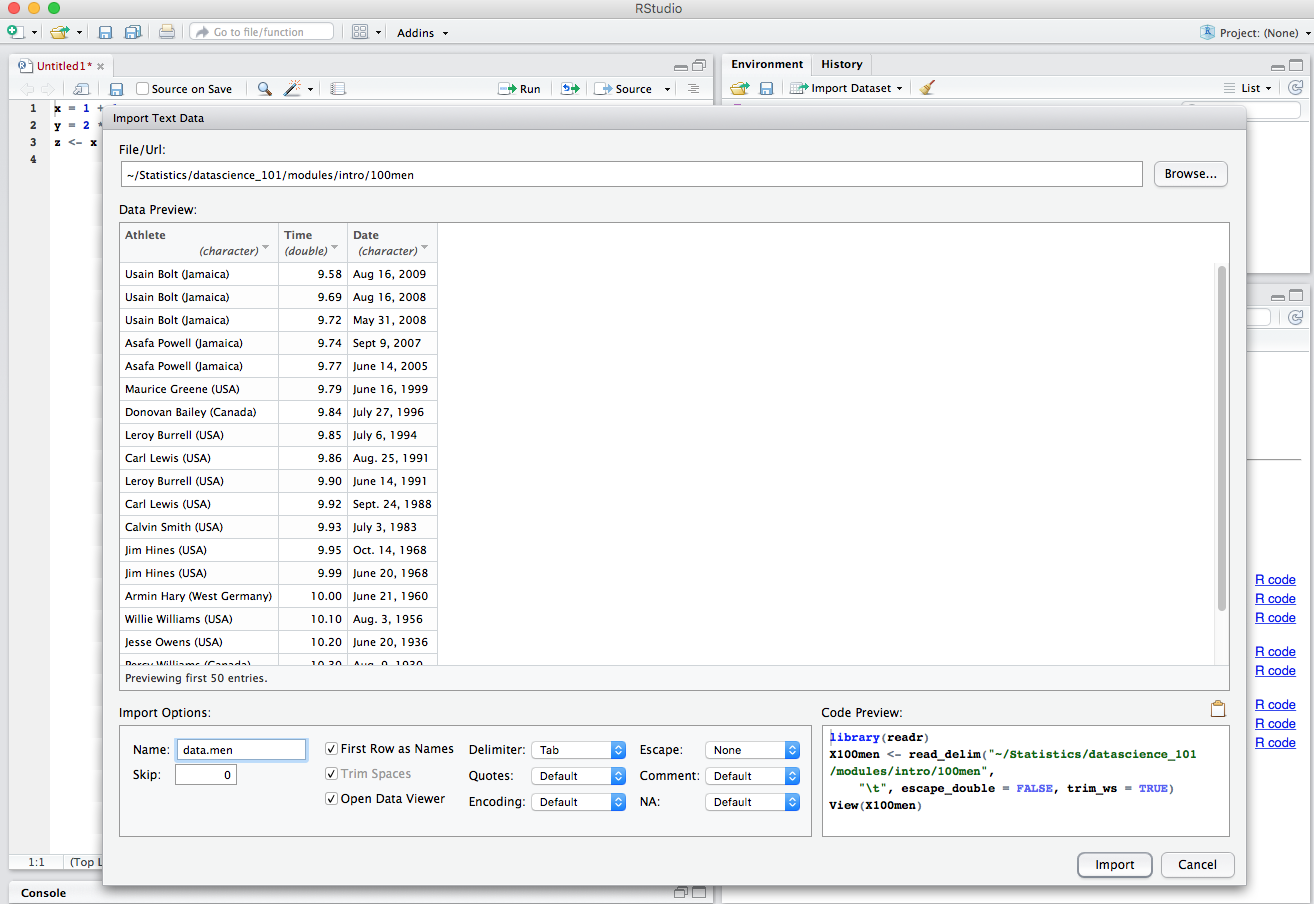 RStudio
Go to file/function
Addins
Project: (None)
Untitled1*
Source on Save
Run
Source
1 x = 1 +
2 y = 2 *
3 z <- x
4
Environment History
Import Dataset
List
Import Text Data
File/Url:
~/Statistics/datascience_101/modules/intro/100men
Browse...
Data Preview:
Athlete Time Date
(character) (double) (character)
Usain Bolt (Jamaica) 9.58 Aug 16, 2009
Usain Bolt (Jamaica) 9.69 Aug 16, 2008
Usain Bolt (Jamaica) 9.72 May 31, 2008
Asafa Powell (Jamaica) 9.74 Sept 9, 2007
Asafa Powell (Jamaica) 9.77 June 14, 2005
Maurice Greene (USA) 9.79 June 16, 1999
Donovan Bailey (Canada) 9.84 July 27, 1996
Leroy Burrell (USA) 9.85 July 6, 1994
Carl Lewis (USA) 9.86 Aug. 25, 1991
Leroy Burrell (USA) 9.90 June 14, 1991
Carl Lewis (USA) 9.92 Sept. 24, 1988
Calvin Smith (USA) 9.93 July 3, 1983
Jim Hines (USA) 9.95 Oct. 14, 1968
Jim Hines (USA) 9.99 June 20, 1968
Armin Hary (West Germany) 10.00 June 21, 1960
Willie Williams (USA) 10.10 Aug. 3, 1956
Jesse Owens (USA) 10.20 June 20, 1936
Percy Williams (Canada) 10.30 Aug. 9, 1930
Previewing first 50 entries.
Import Options:
Name: data.men
Skip: 0
First Row as Names
Trim Spaces
Open Data Viewer
Delimiter: Tab
Quotes: Default
Encoding: Default
Escape: None
Comment: Default
NA: Default
Code Preview:
library(readr)
X100men <- read_delim("~/Statistics/datascience_101
/modules/intro/100men",
"\t", escape_double = FALSE, trim_ws = TRUE)
View(X100men)
Import
Cancel
R code
R code
R code
R code
R code
R code
R code
R code
1:1 (Top L
Console